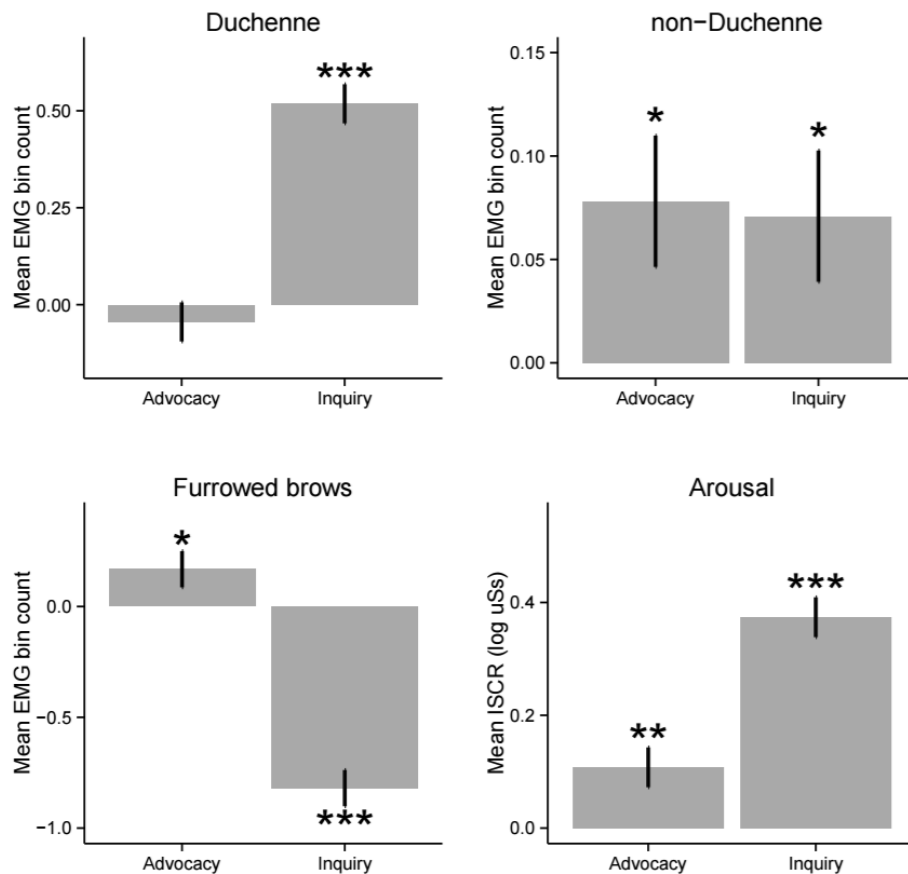 Duchenne
Mean EMG bin count
0.50
0.25
0.00
***
Advocacy
Inquiry
non−Duchenne
Mean EMG bin count
0.15
0.10
0.05
0.00
*
*
Advocacy
Inquiry
Furrowed brows
Mean EMG bin count
0.0
−0.5
−1.0
*
***
Advocacy
Inquiry
Arousal
Mean ISCR (log uSs)
0.4
0.2
0.0
**
***
Advocacy
Inquiry